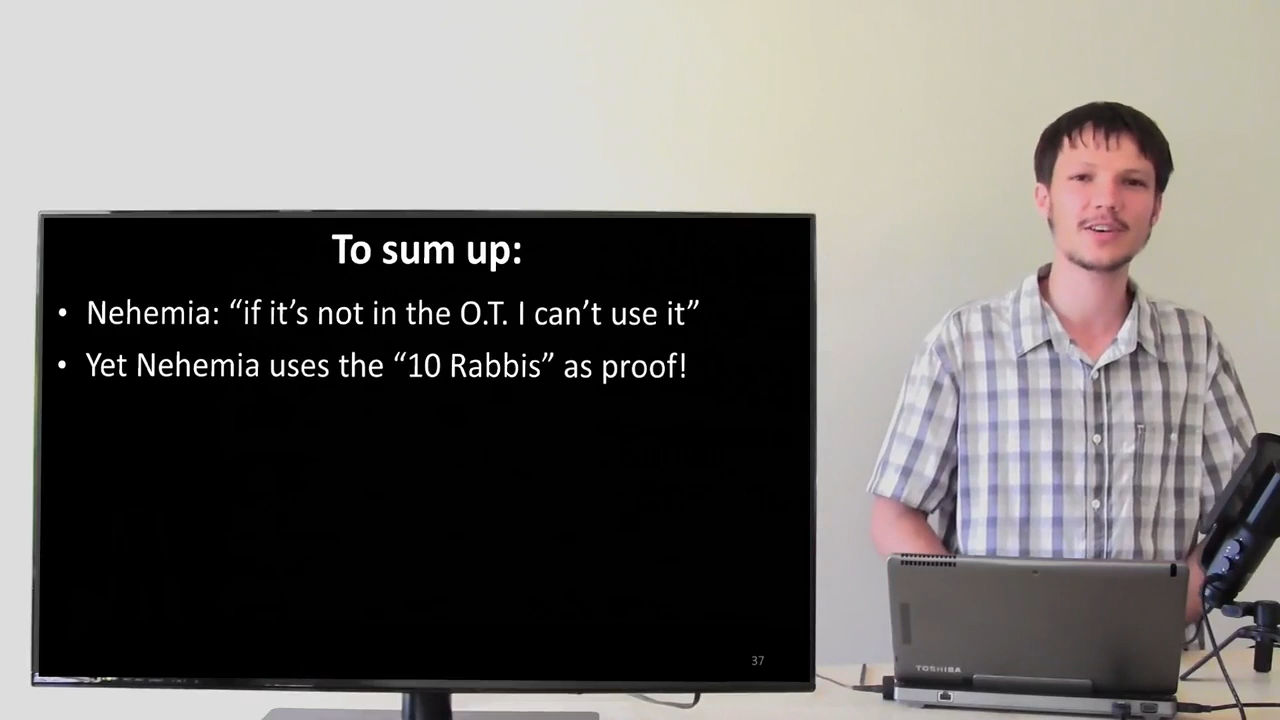 To sum up:
• Nehemia: “if it’s not in the O.T. I can’t use it”
• Yet Nehemia uses the “10 Rabbis” as proof!
37
TOSHIBA